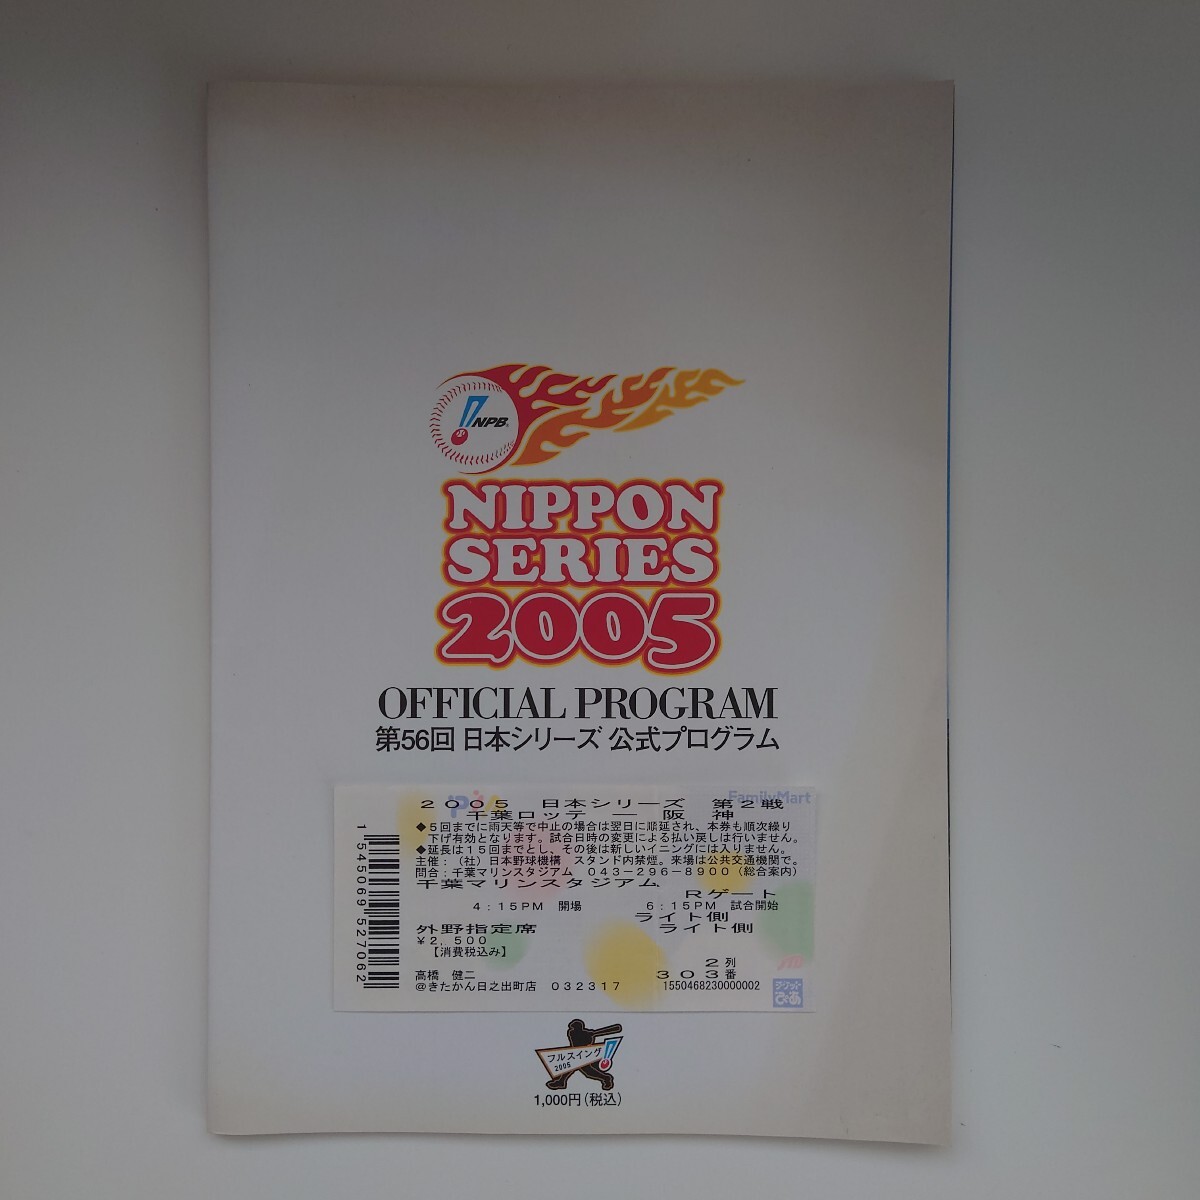 NPB
NIPPON
SERIES
2005
OFFICIAL PROGRAM
第56回 日本シリーズ 公式プログラム
FamilyMart
2005 日本シリーズ 第2戦
千葉ロッテ — 阪神
◆5回までに雨天等で中止の場合は翌日に順延され、本券も順次繰り
下げ有効となります。試合日時の変更による払い戻しは行いません。
◆延長は15回までとし、その後は新しいイニングには入りません。
主催:(社)日本野球機構 スタンド内禁煙。来場は公共交通機関で。
問合:千葉マリンスタジアム 043-296-8900(総合案内)
千葉マリンスタジアム
Rゲート
4:15PM 開場 6:15PM 試合開始
ライト側
外野指定席 ライト側
¥2,500
【消費税込み】
2列
303番
高橋 健二
@きたかん日之出町店 032317 1550468230000002
チケットぴあ
1 545069 527062
フルスイング
2005
1,000円(税込)